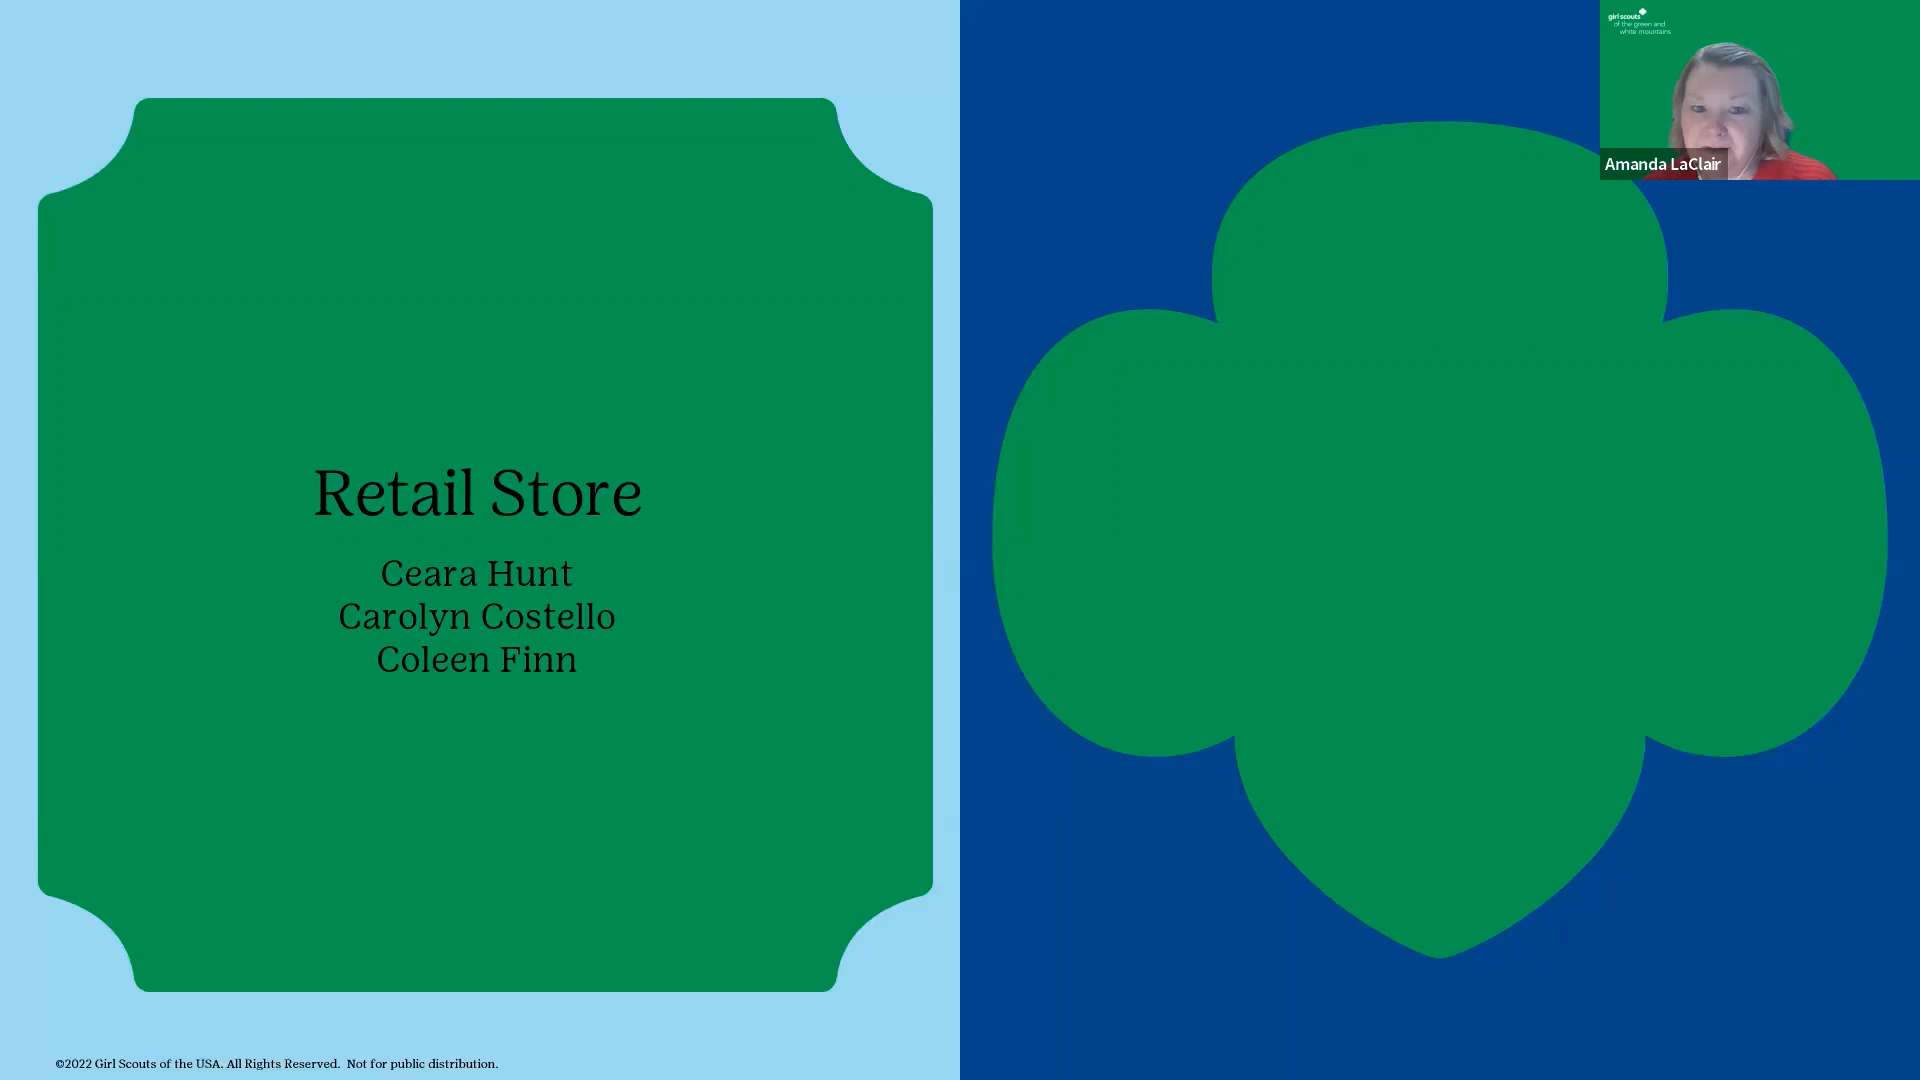 Retail Store
Ceara Hunt
Carolyn Costello
Coleen Finn
©2022 Girl Scouts of the USA. All Rights Reserved.  Not for public distribution.
girl scouts
of the green and
white mountains
Amanda LaClair